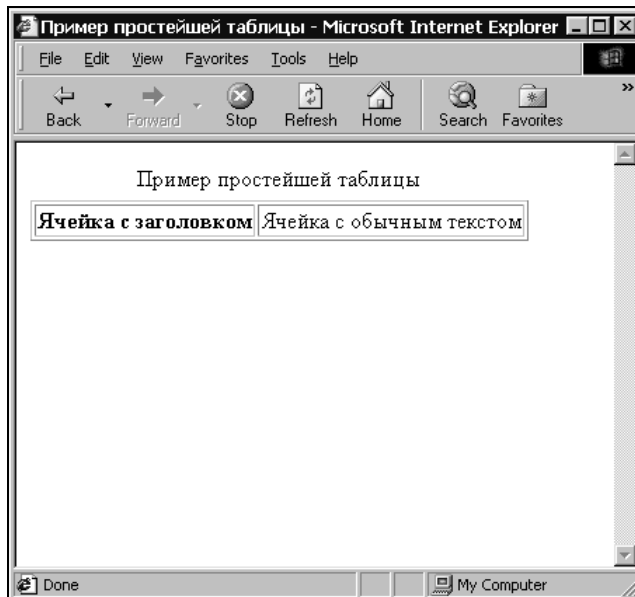 Пример простейшей таблицы - Microsoft Internet Explorer
File Edit View Favorites Tools Help
Back Forward Stop Refresh Home Search Favorites »
Пример простейшей таблицы
Ячейка с заголовком Ячейка с обычным текстом
Done My Computer